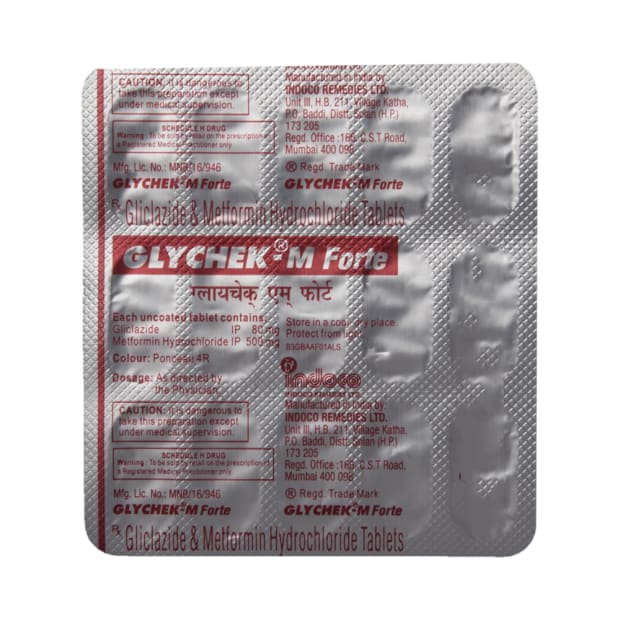 CAUTION: It is dangerous to
take this preparation except
under medical supervision.
SCHEDULE H DRUG
Warning : To be sold by retail on the prescription of
a Registered Medical Practitioner only
Mfg. Lic. No.: MNB/16/946
GLYCHEK®-M Forte
Manufactured in India by:
INDOCO REMEDIES LTD.
Unit III, H.B. 211, Village Katha,
P.O. Baddi, Distt. Solan (H.P.)
173 205
Regd. Office :166, C.S.T Road,
Mumbai 400 098
® Regd. Trade Mark
GLYCHEK®-M Forte
Rx Gliclazide & Metformin Hydrochloride Tablets
GLYCHEK®-M Forte
ग्लायचेक् एम् फोर्ट
Each uncoated tablet contains:
Gliclazide IP 80 mg
Metformin Hydrochloride IP 500 mg
Colour: Ponceau 4R
Dosage: As directed by
the Physician
Store in a cool dry place.
Protect from light.
B3GBAAF01ALS
indoco
INDOCO REMEDIES LTD.
CAUTION: It is dangerous to
take this preparation except
under medical supervision.
SCHEDULE H DRUG
Warning : To be sold by retail on the prescription of
a Registered Medical Practitioner only
Mfg. Lic. No.: MNB/16/946
GLYCHEK®-M Forte
Manufactured in India by:
INDOCO REMEDIES LTD.
Unit III, H.B. 211, Village Katha,
P.O. Baddi, Distt. Solan (H.P.)
173 205
Regd. Office :166, C.S.T Road,
Mumbai 400 098
® Regd. Trade Mark
GLYCHEK®-M Forte
Rx Gliclazide & Metformin Hydrochloride Tablets